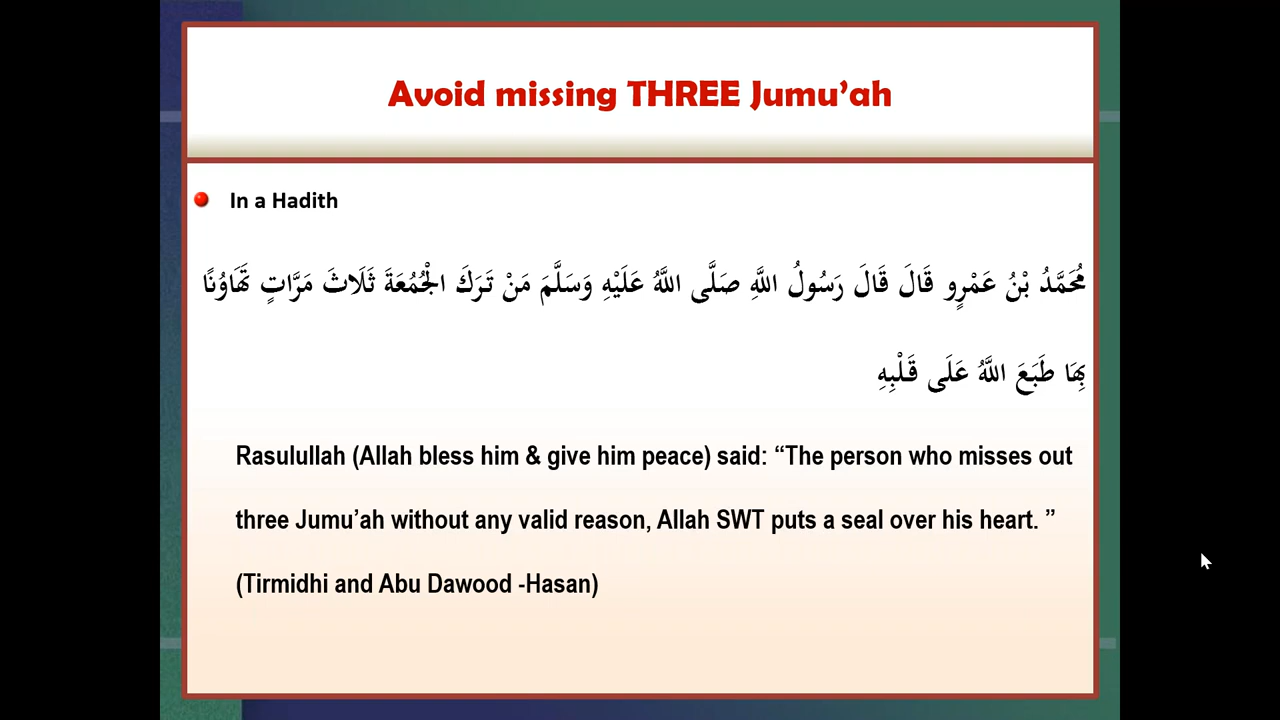 Avoid missing THREE Jumu’ah
In a Hadith
مُحَمَّدُ بْنُ عَمْرٍو قَالَ قَالَ رَسُولُ اللَّهِ صَلَّى اللَّهُ عَلَيْهِ وَسَلَّمَ مَنْ تَرَكَ الْجُمُعَةَ ثَلَاثَ مَرَّاتٍ تَهَاوُنًا
بِهَا طَبَعَ اللَّهُ عَلَى قَلْبِهِ
Rasulullah (Allah bless him & give him peace) said: “The person who misses out
three Jumu’ah without any valid reason, Allah SWT puts a seal over his heart. ”
(Tirmidhi and Abu Dawood -Hasan)